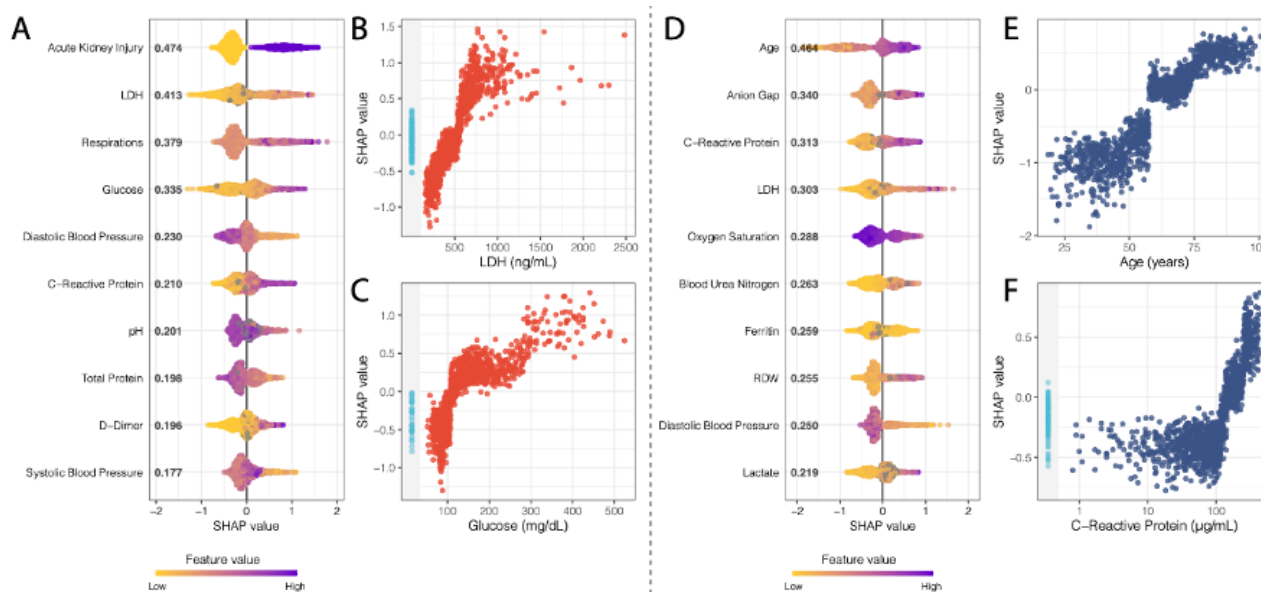 A
Acute Kidney Injury 0.474
LDH 0.413
Respirations 0.379
Glucose 0.335
Diastolic Blood Pressure 0.230
C-Reactive Protein 0.210
pH 0.201
Total Protein 0.198
D-Dimer 0.196
Systolic Blood Pressure 0.177
-2 -1 0 1 2
SHAP value
Feature value
Low High
B
SHAP value
1.5
1.0
0.5
0.0
-0.5
-1.0
500 1000 1500 2000 2500
LDH (ng/mL)
C
SHAP value
1.0
0.5
0.0
-0.5
-1.0
100 200 300 400 500
Glucose (mg/dL)
D
Age 0.464
Anion Gap 0.340
C-Reactive Protein 0.313
LDH 0.303
Oxygen Saturation 0.288
Blood Urea Nitrogen 0.263
Ferritin 0.259
RDW 0.255
Diastolic Blood Pressure 0.250
Lactate 0.219
-2 -1 0 1 2
SHAP value
Feature value
Low High
E
SHAP value
0
-1
-2
25 50 75 100
Age (years)
F
SHAP value
0.5
0.0
-0.5
1 10 100
C-Reactive Protein (µg/mL)